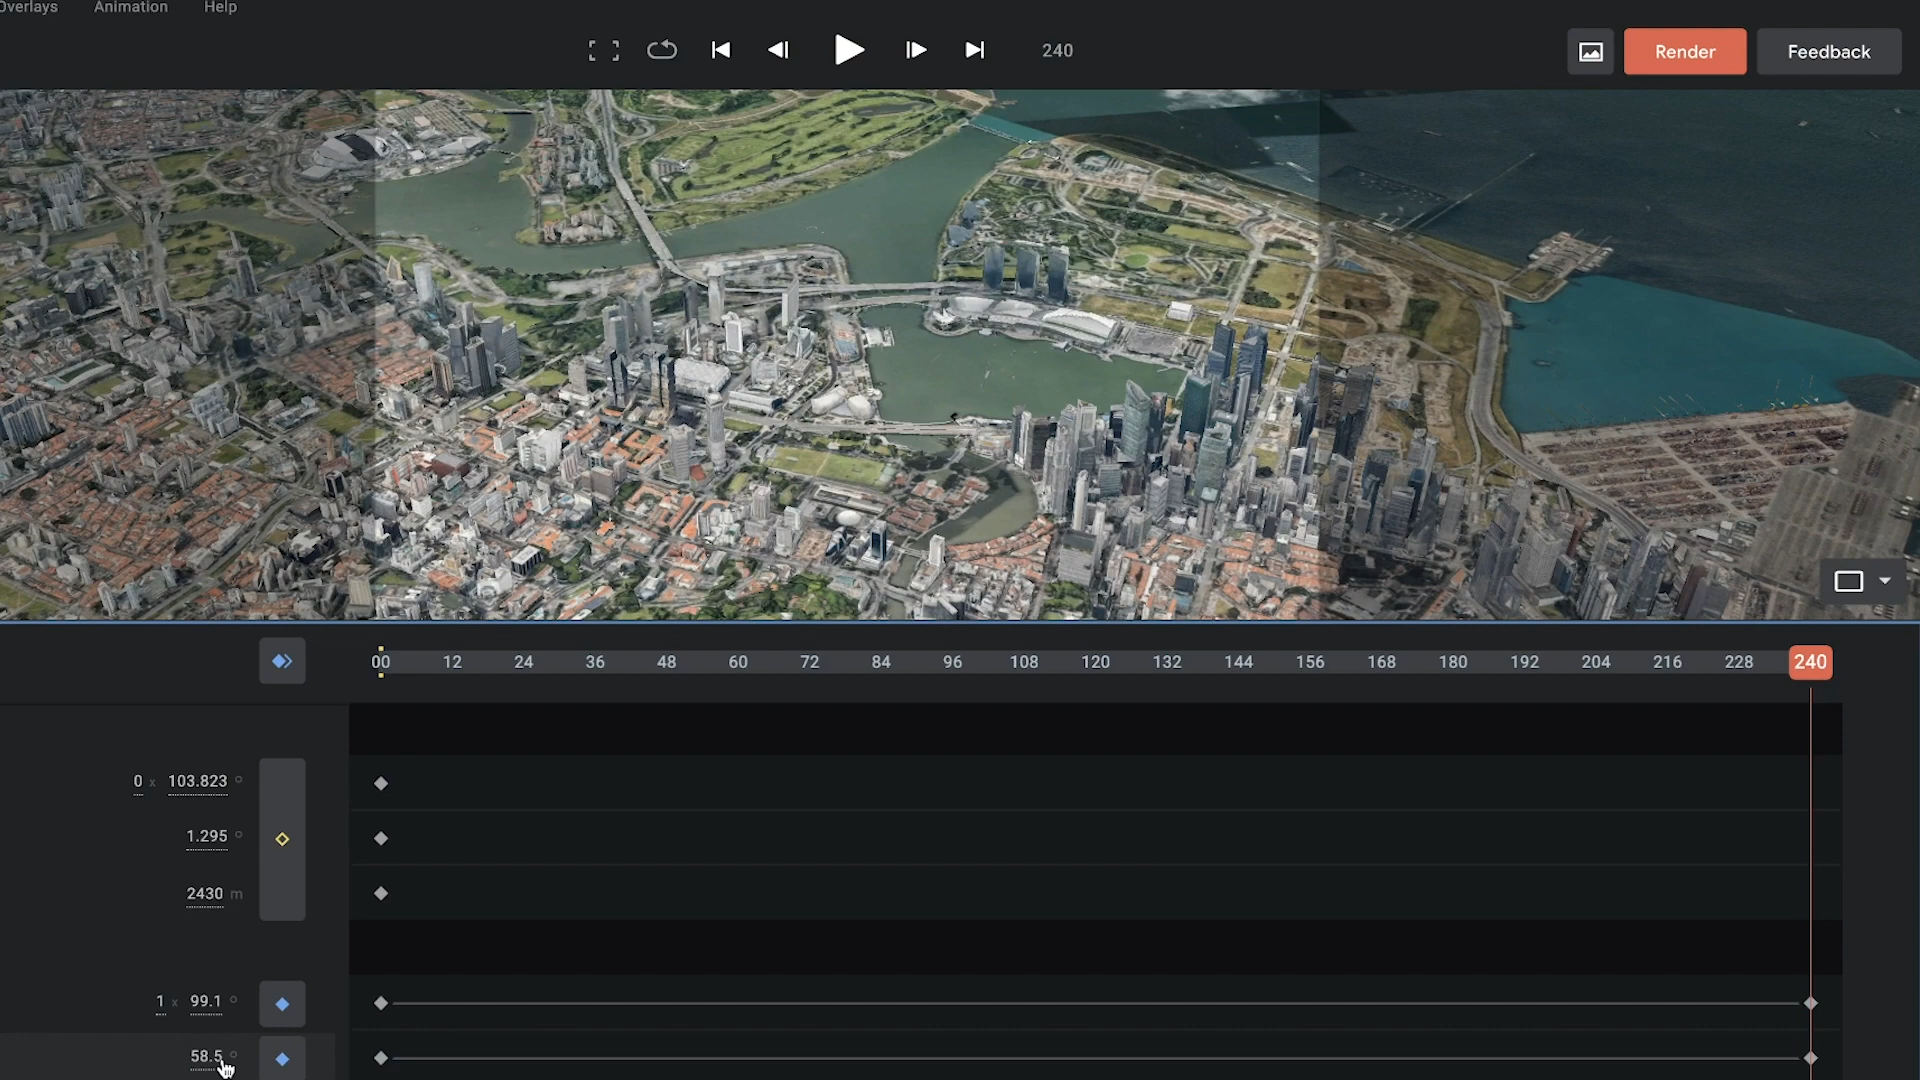 Overlays Animation Help
240
Render Feedback
00 12 24 36 48 60 72 84 96 108 120 132 144 156 168 180 192 204 216 228 240
0 x 103.823 °
1.295 °
2430 m
1 x 99.1 °
58.5 °